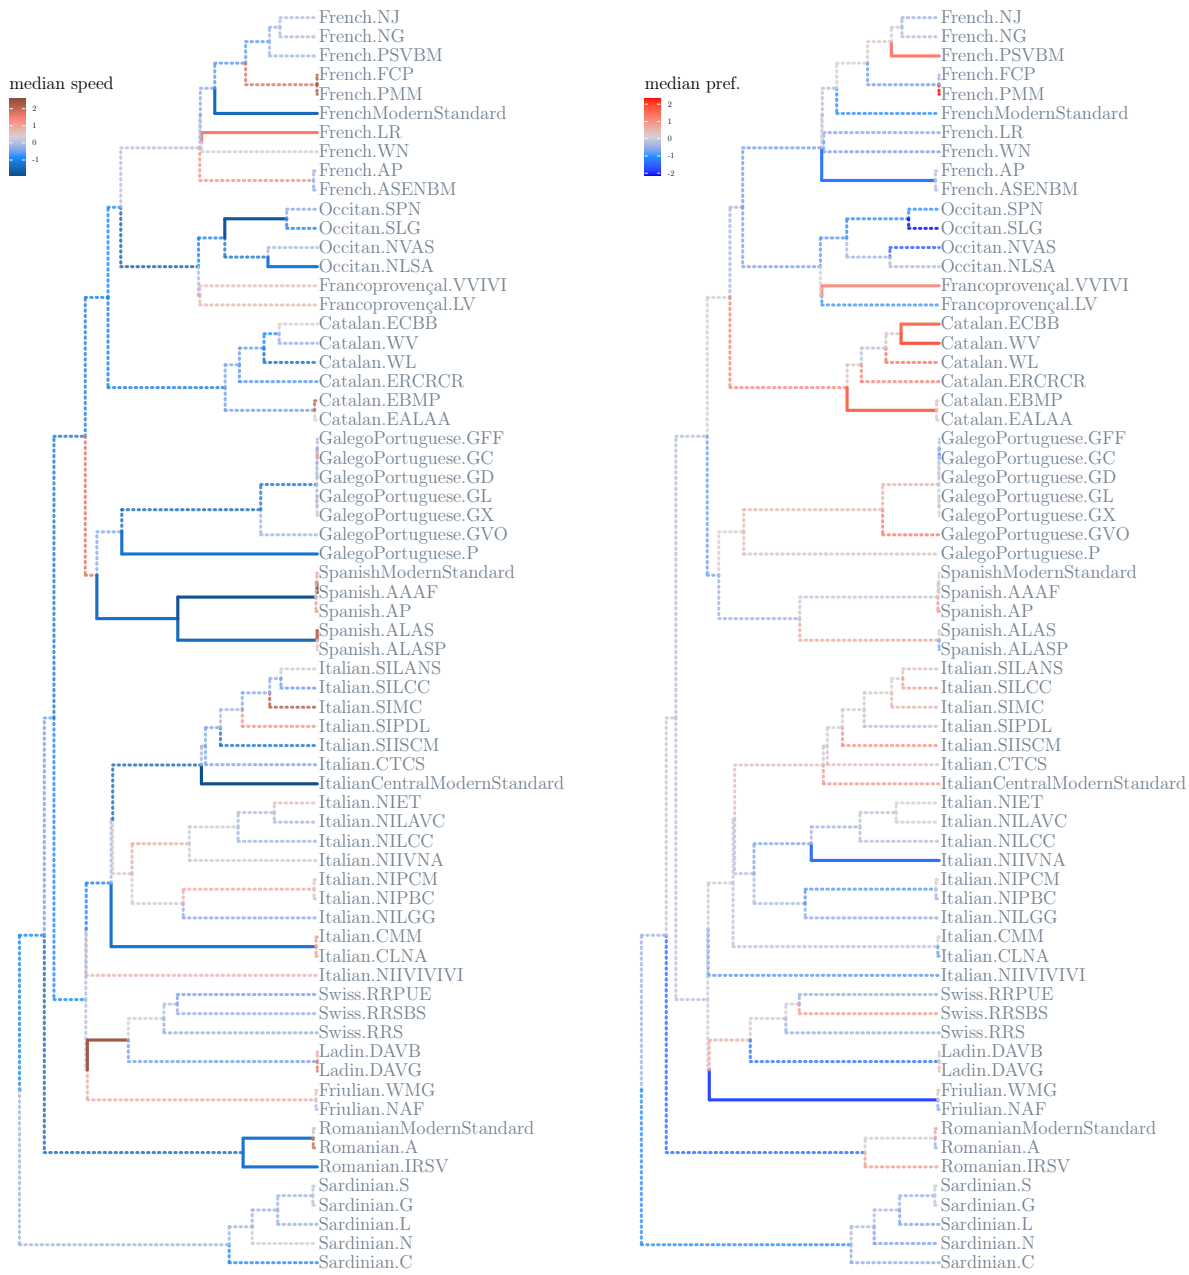 median speed
2
1
0
-1
French.NJ
French.NG
French.PSVBM
French.FCP
French.PMM
FrenchModernStandard
French.LR
French.WN
French.AP
French.ASENBM
Occitan.SPN
Occitan.SLG
Occitan.NVAS
Occitan.NLSA
Francoprovençal.VVIVI
Francoprovençal.LV
Catalan.ECBB
Catalan.WV
Catalan.WL
Catalan.ERCRCR
Catalan.EBMP
Catalan.EALAA
GalegoPortuguese.GFF
GalegoPortuguese.GC
GalegoPortuguese.GD
GalegoPortuguese.GL
GalegoPortuguese.GX
GalegoPortuguese.GVO
GalegoPortuguese.P
SpanishModernStandard
Spanish.AAAF
Spanish.AP
Spanish.ALAS
Spanish.ALASP
Italian.SILANS
Italian.SILCC
Italian.SIMC
Italian.SIPDL
Italian.SIISCM
Italian.CTCS
ItalianCentralModernStandard
Italian.NIET
Italian.NILAVC
Italian.NILCC
Italian.NIIVNA
Italian.NIPCM
Italian.NIPBC
Italian.NILGG
Italian.CMM
Italian.CLNA
Italian.NIIVIVIVI
Swiss.RRPUE
Swiss.RRSBS
Swiss.RRS
Ladin.DAVB
Ladin.DAVG
Friulian.WMG
Friulian.NAF
RomanianModernStandard
Romanian.A
Romanian.IRSV
Sardinian.S
Sardinian.G
Sardinian.L
Sardinian.N
Sardinian.C
median pref.
2
1
0
-1
-2
French.NJ
French.NG
French.PSVBM
French.FCP
French.PMM
FrenchModernStandard
French.LR
French.WN
French.AP
French.ASENBM
Occitan.SPN
Occitan.SLG
Occitan.NVAS
Occitan.NLSA
Francoprovençal.VVIVI
Francoprovençal.LV
Catalan.ECBB
Catalan.WV
Catalan.WL
Catalan.ERCRCR
Catalan.EBMP
Catalan.EALAA
GalegoPortuguese.GFF
GalegoPortuguese.GC
GalegoPortuguese.GD
GalegoPortuguese.GL
GalegoPortuguese.GX
GalegoPortuguese.GVO
GalegoPortuguese.P
SpanishModernStandard
Spanish.AAAF
Spanish.AP
Spanish.ALAS
Spanish.ALASP
Italian.SILANS
Italian.SILCC
Italian.SIMC
Italian.SIPDL
Italian.SIISCM
Italian.CTCS
ItalianCentralModernStandard
Italian.NIET
Italian.NILAVC
Italian.NILCC
Italian.NIIVNA
Italian.NIPCM
Italian.NIPBC
Italian.NILGG
Italian.CMM
Italian.CLNA
Italian.NIIVIVIVI
Swiss.RRPUE
Swiss.RRSBS
Swiss.RRS
Ladin.DAVB
Ladin.DAVG
Friulian.WMG
Friulian.NAF
RomanianModernStandard
Romanian.A
Romanian.IRSV
Sardinian.S
Sardinian.G
Sardinian.L
Sardinian.N
Sardinian.C